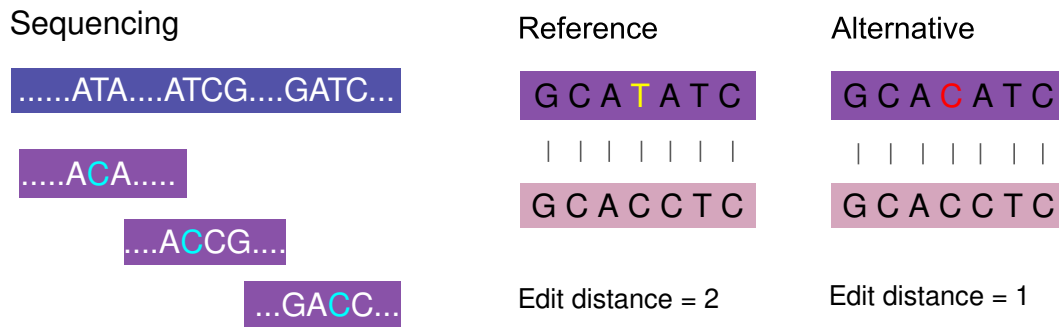 Sequencing
......ATA....ATCG....GATC...
.....ACA.....
....ACCG....
...GACC...
Reference
G C A T A T C
| | | | | | |
G C A C C T C
Edit distance = 2
Alternative
G C A C A T C
| | | | | | |
G C A C C T C
Edit distance = 1